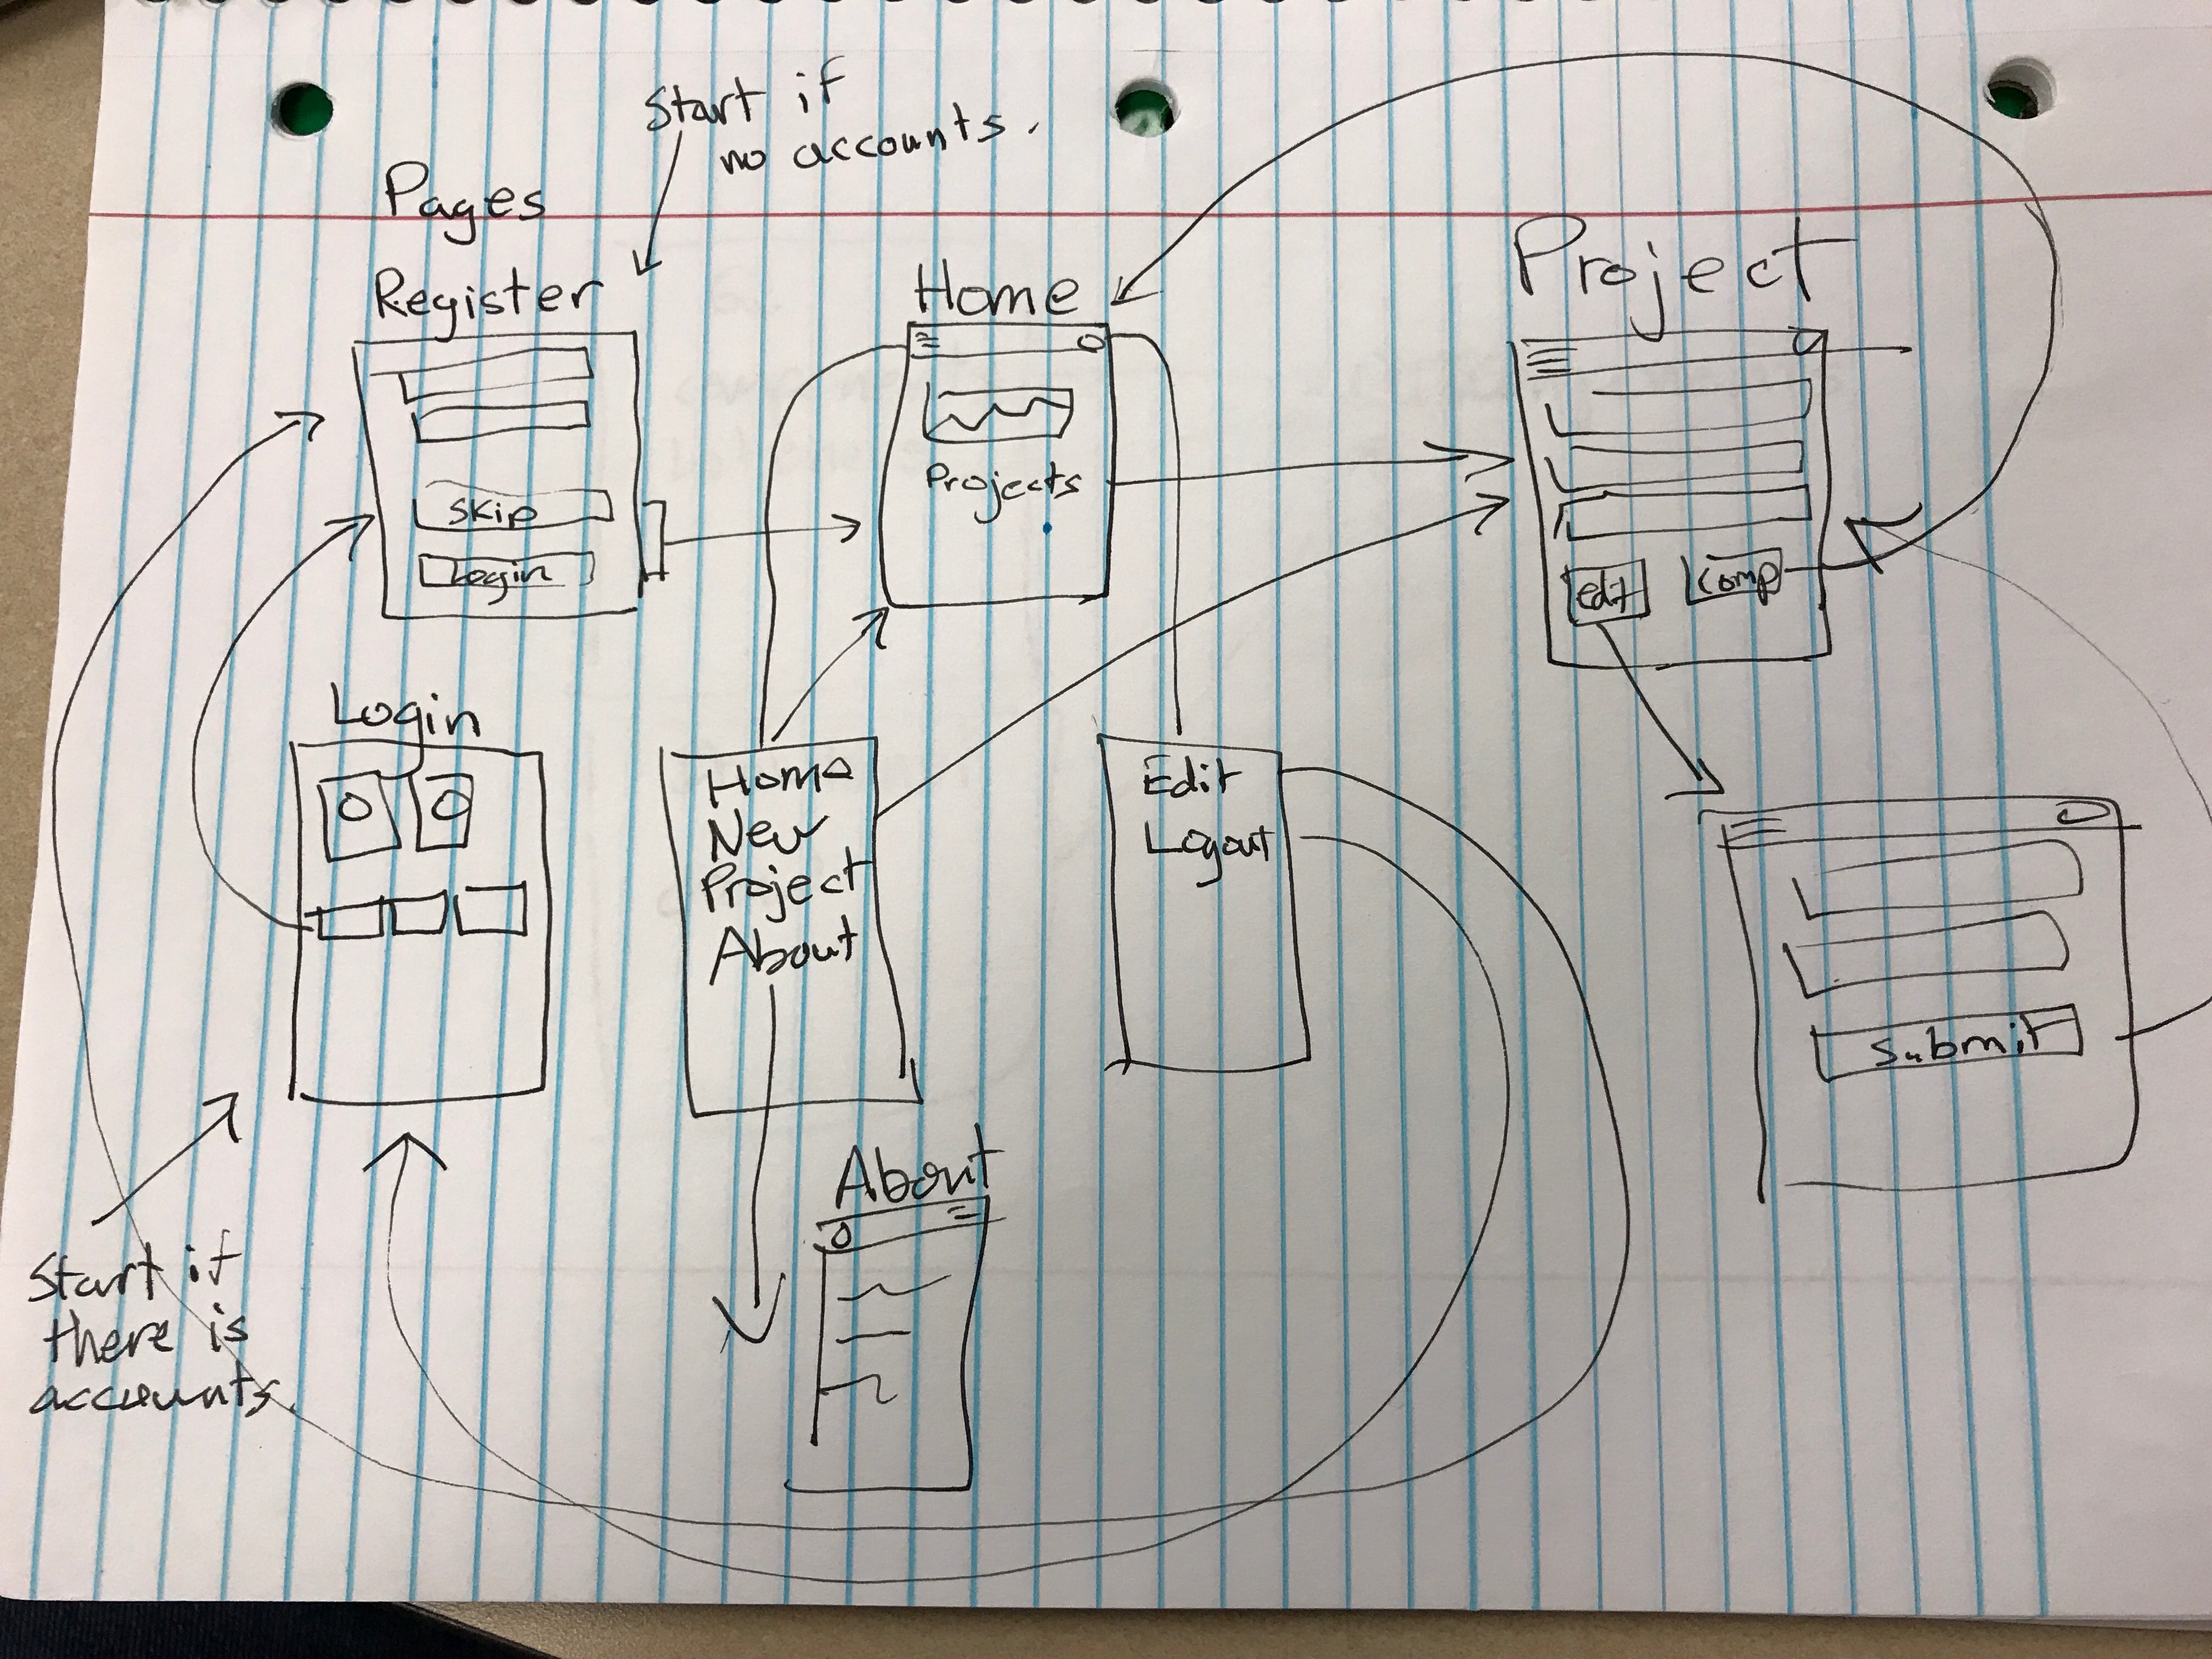 Pages
Start if
no accounts.
Register
Skip
Login
Home
Projects
Project
edit
Comp
Login
Home
New
Project
About
Edit
Logout
Submit
About
Start if
there is
accounts